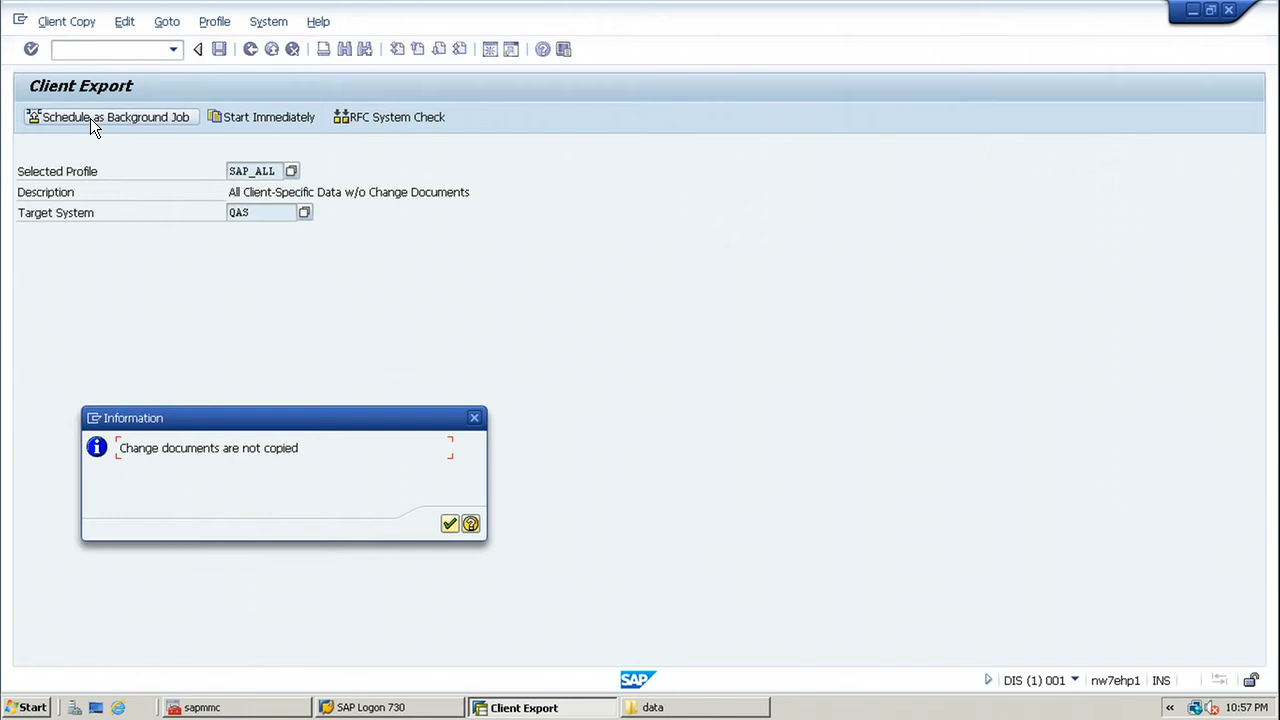 Client Copy Edit Goto Profile System Help
Client Export
Schedule as Background Job Start Immediately RFC System Check
Selected Profile SAP_ALL
Description All Client-Specific Data w/o Change Documents
Target System QAS
Information
Change documents are not copied
SAP DIS (1) 001 nw7ehp1 INS
Start sapmmc SAP Logon 730 Client Export data « 10:57 PM